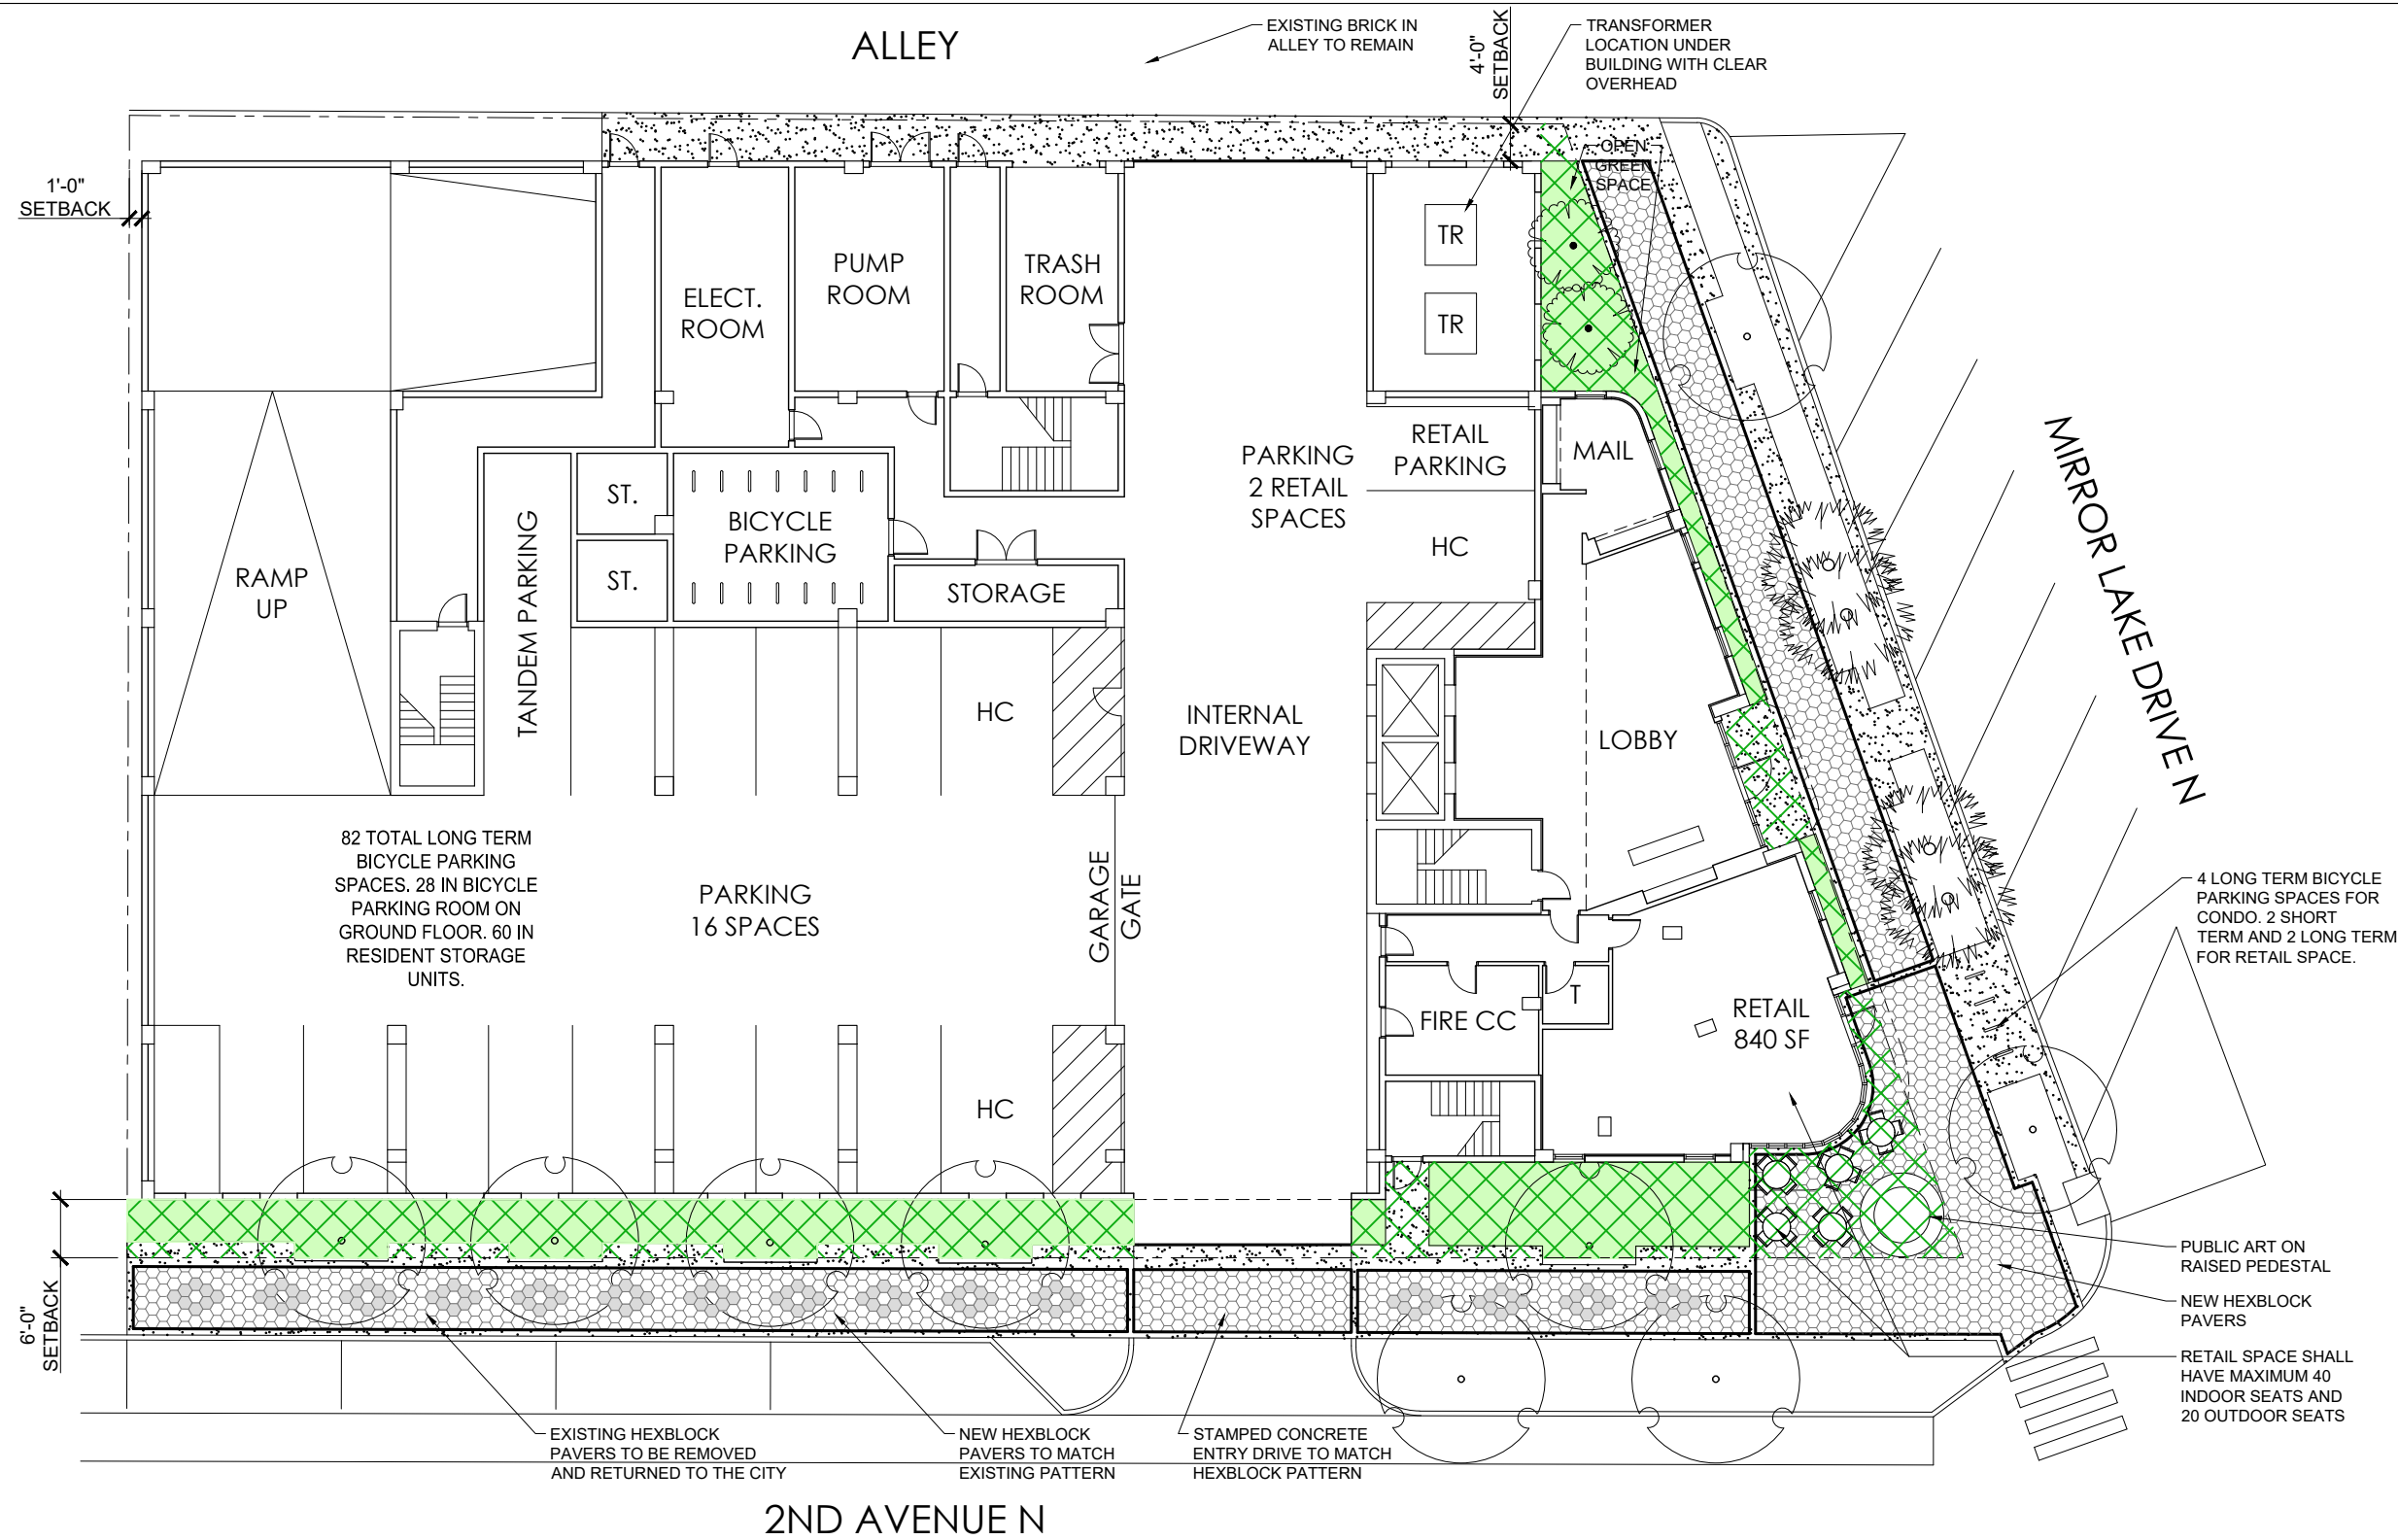 ALLEY
EXISTING BRICK IN
ALLEY TO REMAIN
4'-0"
SETBACK
TRANSFORMER
LOCATION UNDER
BUILDING WITH CLEAR
OVERHEAD
1'-0"
SETBACK
OPEN
GREEN
SPACE
ELECT.
ROOM
PUMP
ROOM
TRASH
ROOM
TR
TR
RAMP
UP
TANDEM PARKING
ST.
ST.
BICYCLE
PARKING
STORAGE
PARKING
2 RETAIL
SPACES
RETAIL
PARKING
HC
MAIL
MIRROR LAKE DRIVE N
HC
INTERNAL
DRIVEWAY
LOBBY
82 TOTAL LONG TERM
BICYCLE PARKING
SPACES. 28 IN BICYCLE
PARKING ROOM ON
GROUND FLOOR. 60 IN
RESIDENT STORAGE
UNITS.
PARKING
16 SPACES
GARAGE
GATE
4 LONG TERM BICYCLE
PARKING SPACES FOR
CONDO. 2 SHORT
TERM AND 2 LONG TERM
FOR RETAIL SPACE.
FIRE CC
T
RETAIL
840 SF
HC
6'-0"
SETBACK
PUBLIC ART ON
RAISED PEDESTAL
NEW HEXBLOCK
PAVERS
RETAIL SPACE SHALL
HAVE MAXIMUM 40
INDOOR SEATS AND
20 OUTDOOR SEATS
EXISTING HEXBLOCK
PAVERS TO BE REMOVED
AND RETURNED TO THE CITY
NEW HEXBLOCK
PAVERS TO MATCH
EXISTING PATTERN
STAMPED CONCRETE
ENTRY DRIVE TO MATCH
HEXBLOCK PATTERN
2ND AVENUE N